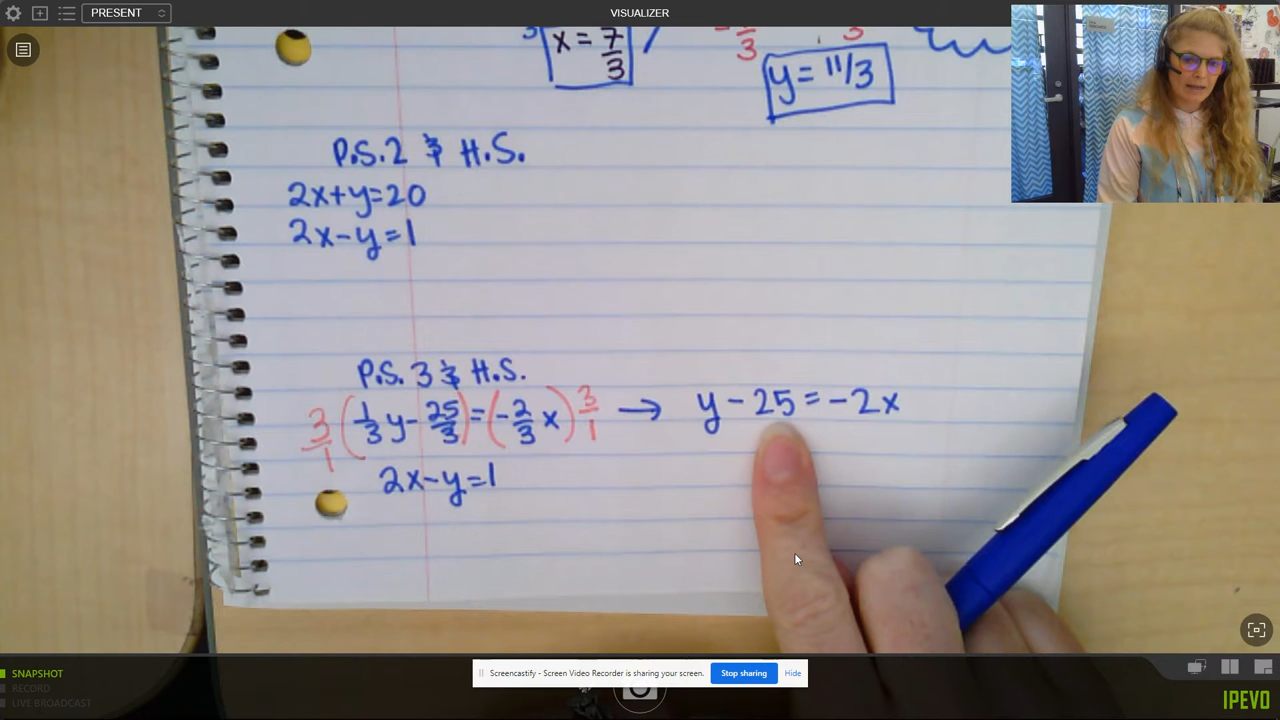 PRESENT
VISUALIZER
x = 7/3
y = 11/3
P.S.2 & H.S.
2x+y=20
2x-y=1
P.S. 3 & H.S.
3/1 (1/3 y - 25/3) = (-2/3 x) 3/1 → y - 25 = -2x
2x-y=1
Screencastify - Screen Video Recorder is sharing your screen.
Stop sharing
Hide
SNAPSHOT
RECORD
LIVE BROADCAST
IPEVO